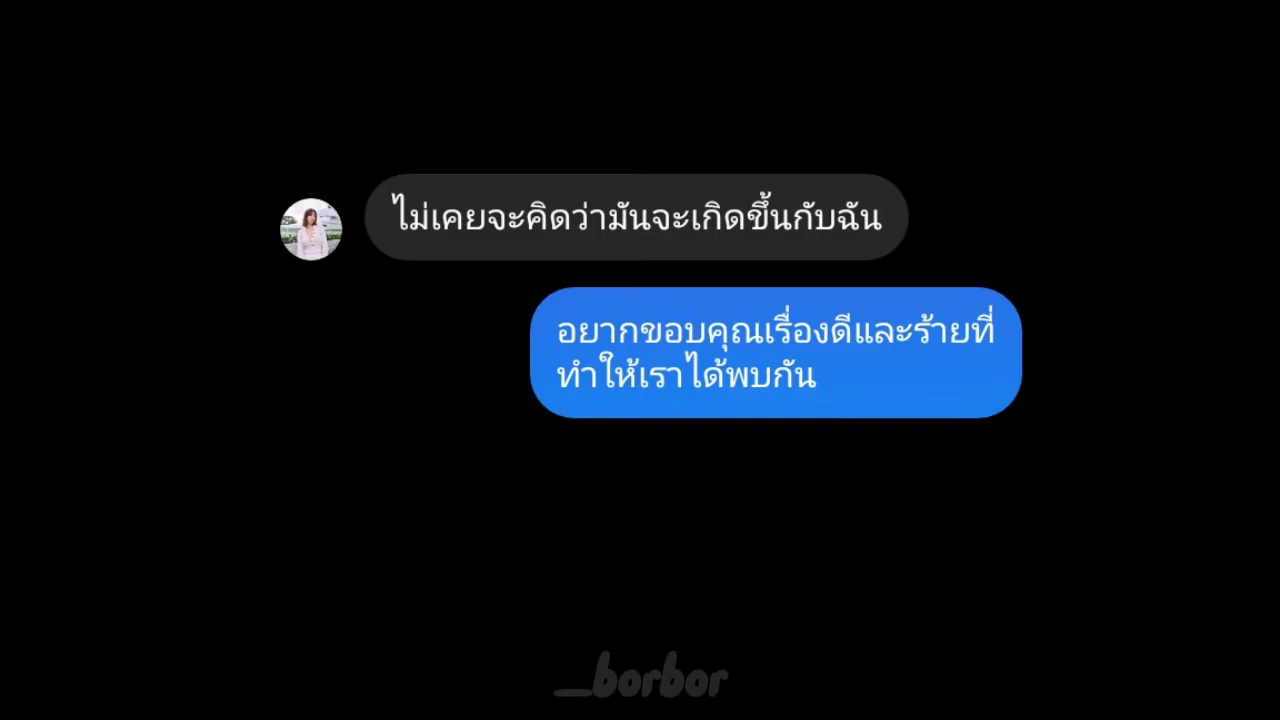 ไม่เคยจะคิดว่ามันจะเกิดขึ้นกับฉัน
อยากขอบคุณเรื่องดีและร้ายที่
ทำให้เราได้พบกัน
__borbor